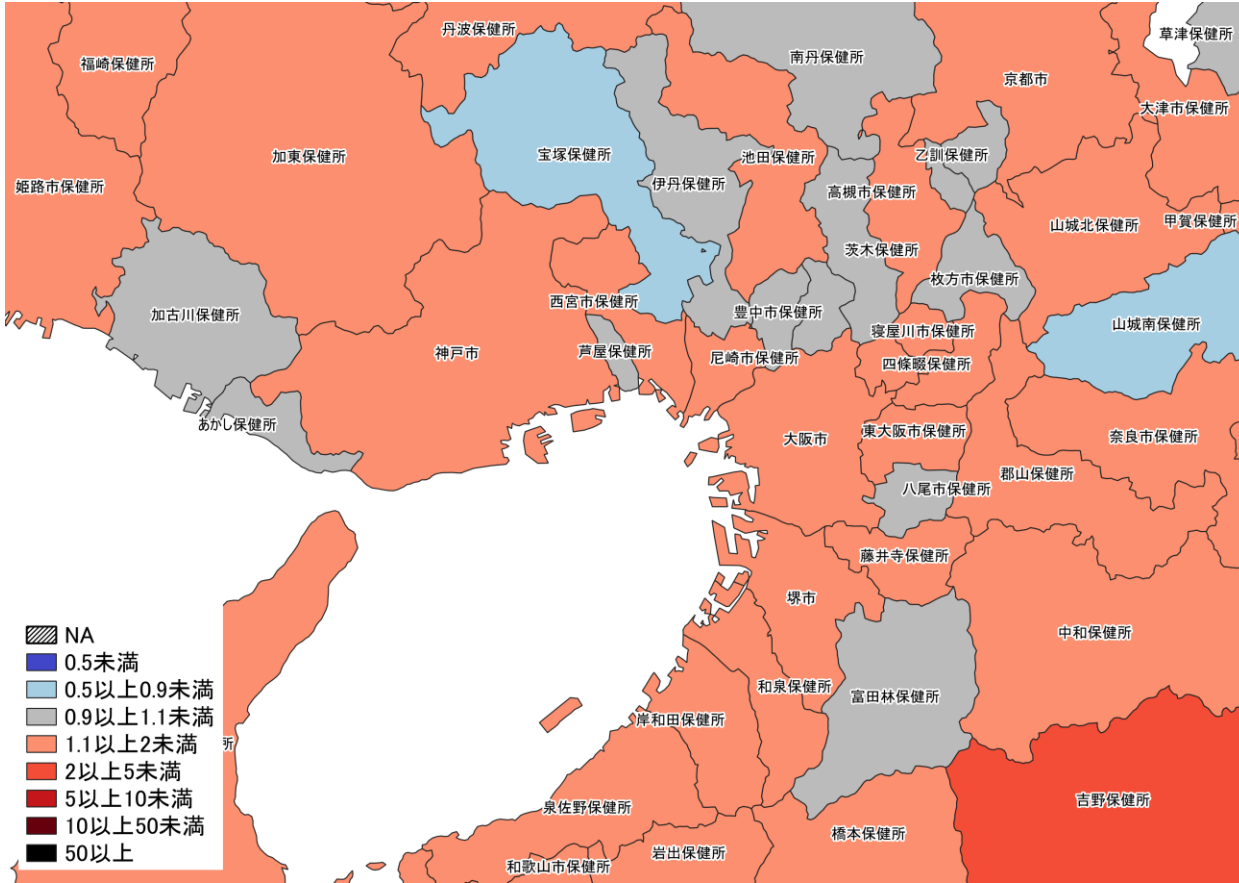 丹波保健所
草津保健所
福崎保健所
南丹保健所
京都市
大津市保健所
加東保健所
宝塚保健所
池田保健所
乙訓保健所
姫路市保健所
伊丹保健所
高槻市保健所
山城北保健所
甲賀保健所
茨木保健所
枚方市保健所
西宮市保健所
加古川保健所
豊中市保健所
山城南保健所
寝屋川市保健所
神戸市
芦屋保健所
尼崎市保健所
四條畷保健所
あかし保健所
大阪市
東大阪市保健所
奈良市保健所
郡山保健所
八尾市保健所
藤井寺保健所
堺市
中和保健所
和泉保健所
富田林保健所
岸和田保健所
吉野保健所
泉佐野保健所
橋本保健所
岩出保健所
和歌山市保健所
所
NA
0.5未満
0.5以上0.9未満
0.9以上1.1未満
1.1以上2未満
2以上5未満
5以上10未満
10以上50未満
50以上